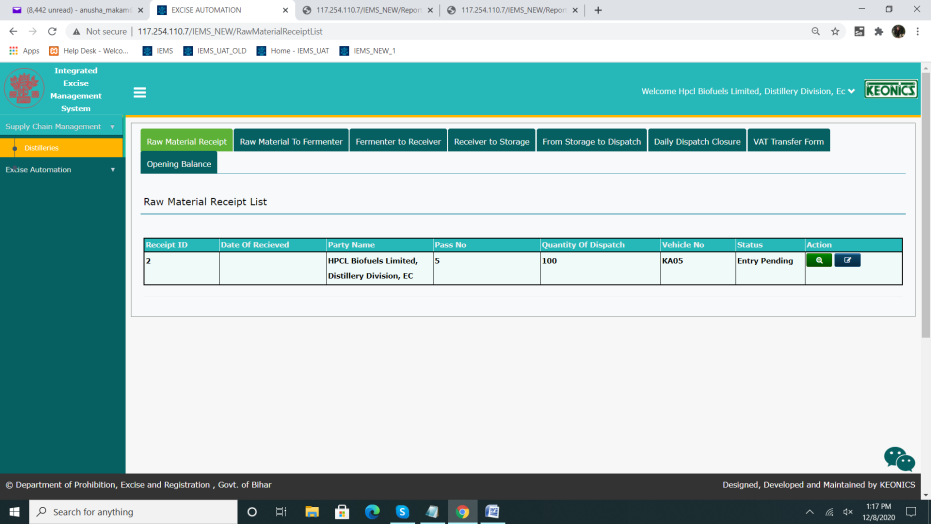 (8,442 unread) - anusha_makam
EXCISE AUTOMATION
117.254.110.7/IEMS_NEW/Report
117.254.110.7/IEMS_NEW/Report
Not secure | 117.254.110.7/IEMS_NEW/RawMaterialReceiptList
Apps
Help Desk - Welco...
IEMS
IEMS_UAT_OLD
Home - IEMS_UAT
IEMS_NEW_1
Integrated
Excise
Management
System
Welcome Hpcl Biofuels Limited, Distillery Division, Ec
KEONICS
Supply Chain Management
Distilleries
Excise Automation
Raw Material Receipt
Raw Material To Fermenter
Fermenter to Receiver
Receiver to Storage
From Storage to Dispatch
Daily Dispatch Closure
VAT Transfer Form
Opening Balance
Raw Material Receipt List
Receipt ID Date Of Recieved Party Name Pass No Quantity Of Dispatch Vehicle No Status Action
2 HPCL Biofuels Limited, 5 100 KA05 Entry Pending
Distillery Division, EC
© Department of Prohibition, Excise and Registration , Govt. of Bihar
Designed, Developed and Maintained by KEONICS
Search for anything
1:17 PM
12/8/2020